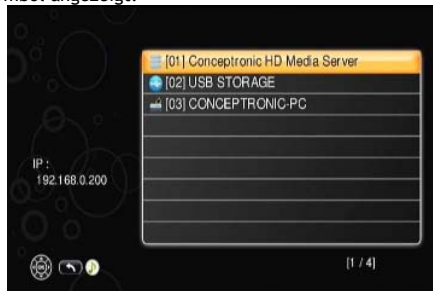 [01] Conceptronic HD Media Server
[02] USB STORAGE
[03] CONCEPTRONIC-PC
IP :
192.168.0.200
[1 / 4]